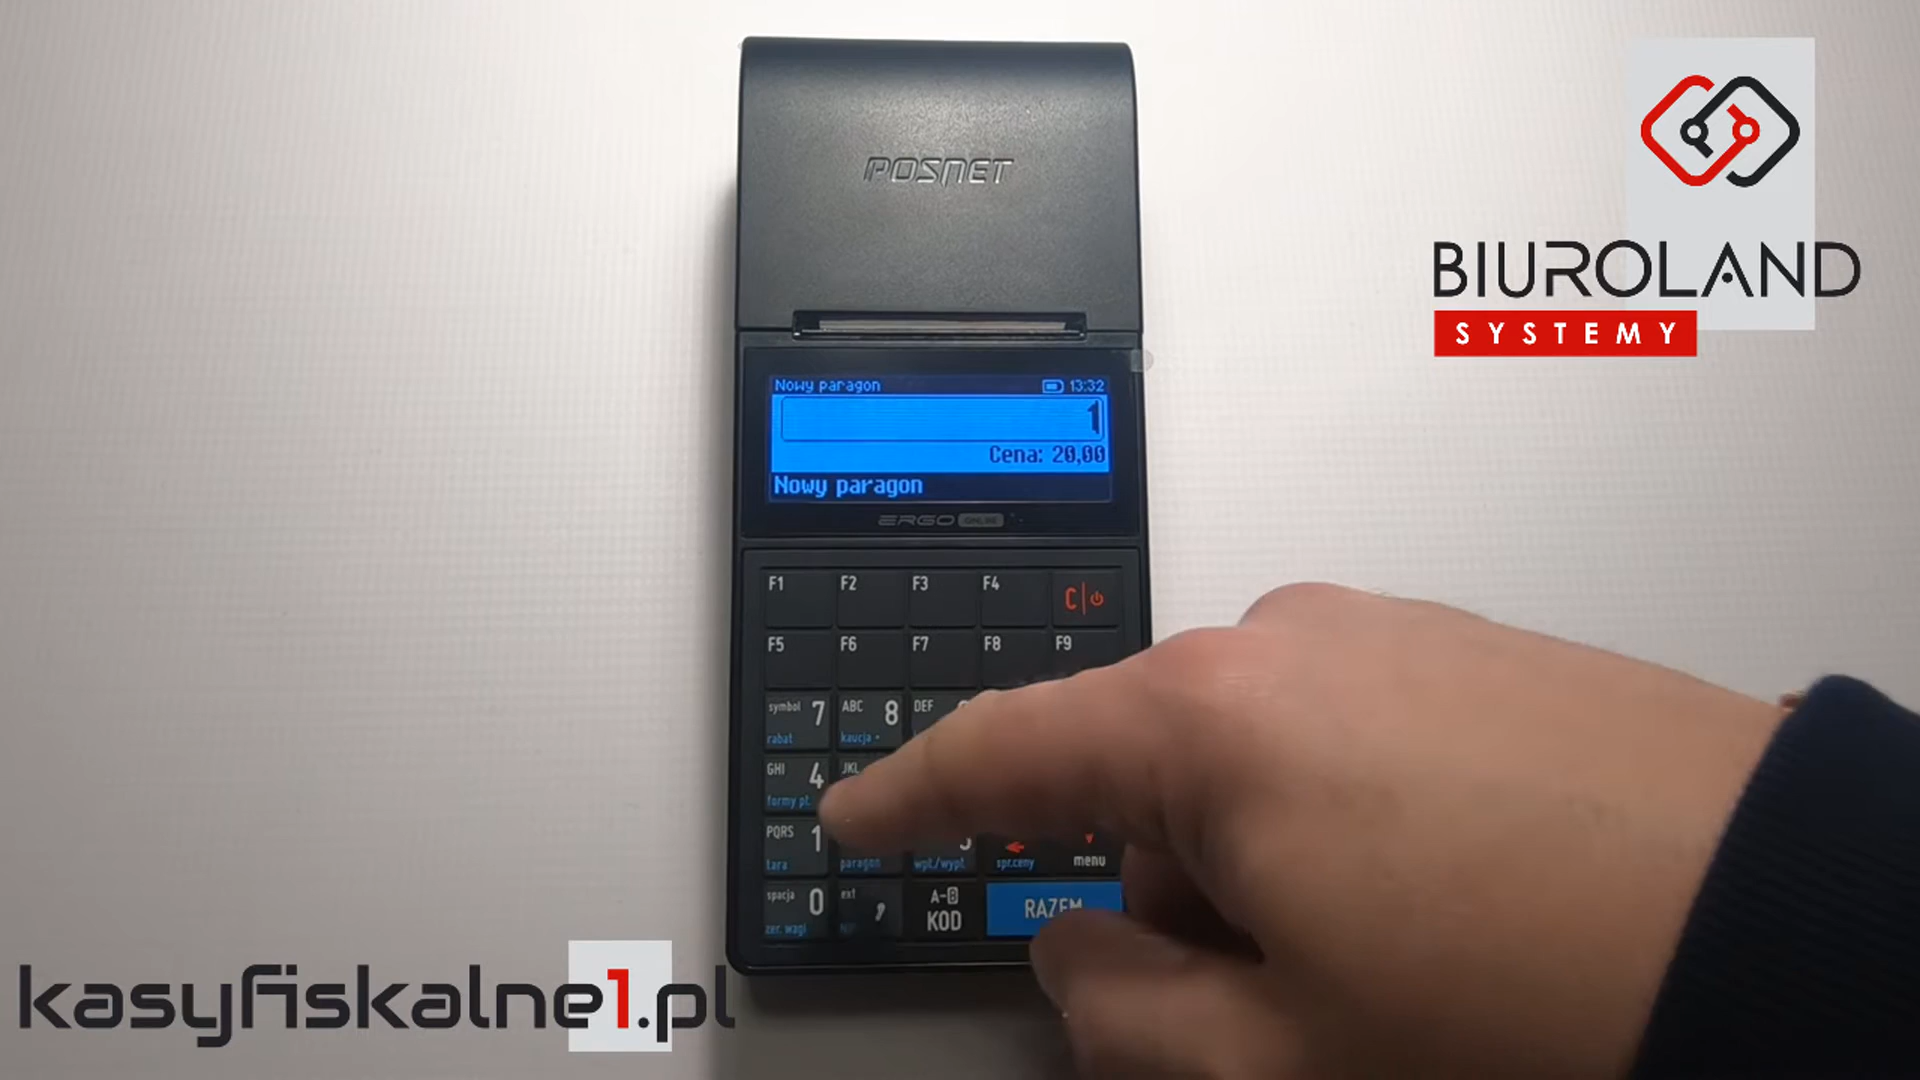 POSNET
BIUROLAND
SYSTEMY
Nowy paragon 13:32
1
Cena: 20,00
Nowy paragon
ERGO ONLINE
F1 F2 F3 F4 C
F5 F6 F7 F8 F9
symbol 7 ABC 8 DEF
rabat kaucja
GHI 4 JKL
formy pł.
PQRS 1
tara paragon wpł./wypł. spr.ceny menu
spacja 0 ext , A-B
KOD RAZEM
zer. wagi
kasyfiskalne1.pl